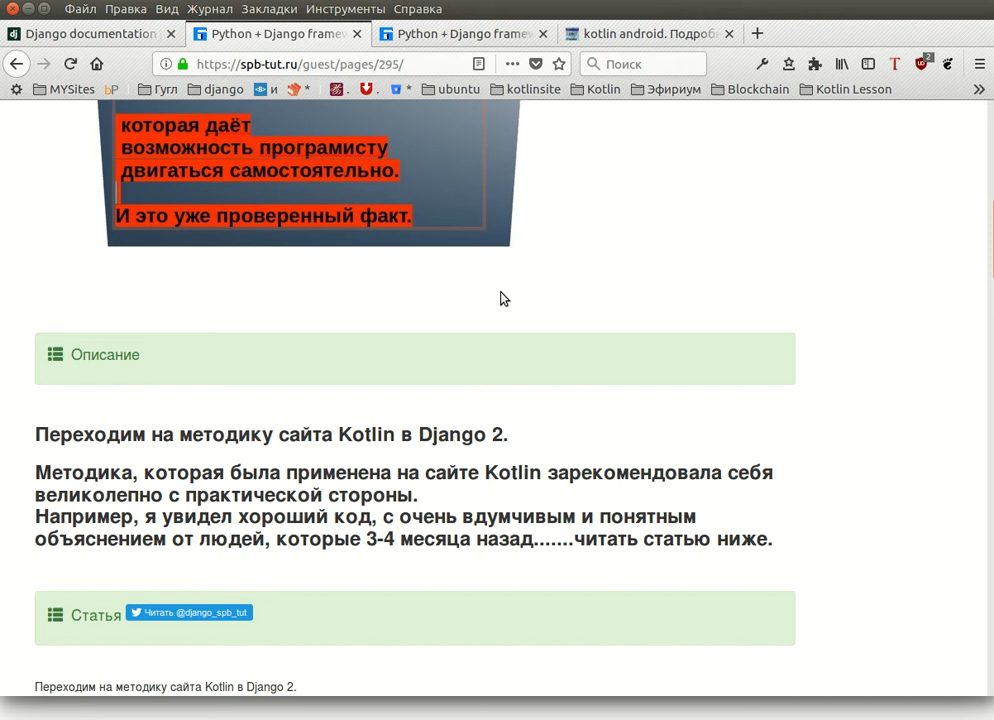 Файл Правка Вид Журнал Закладки Инструменты Справка
Django documentation
Python + Django framew
Python + Django framew
kotlin android. Подроб
https://spb-tut.ru/guest/pages/295/
Поиск
2
MYSites
bP
Гугл
django
и
*
.
.
*
ubuntu
kotlinsite
Kotlin
Эфириум
Blockchain
Kotlin Lesson
которая даёт
возможность програмисту
двигаться самостоятельно.
И это уже проверенный факт.
Описание
Переходим на методику сайта Kotlin в Django 2.
Методика, которая была применена на сайте Kotlin зарекомендовала себя
великолепно с практической стороны.
Например, я увидел хороший код, с очень вдумчивым и понятным
объяснением от людей, которые 3-4 месяца назад.......читать статью ниже.
Статья
Читать @django_spb_tut
Переходим на методику сайта Kotlin в Django 2.